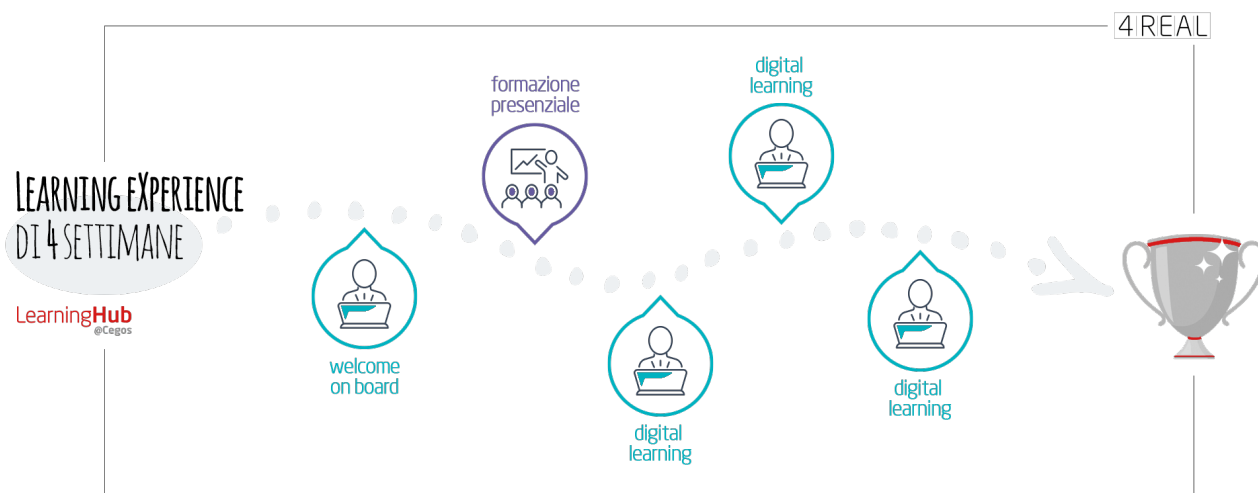 4REAL
LEARNING EXPERIENCE
DI 4 SETTIMANE
LearningHub
@Cegos
welcome
on board
formazione
presenziale
digital
learning
digital
learning
digital
learning